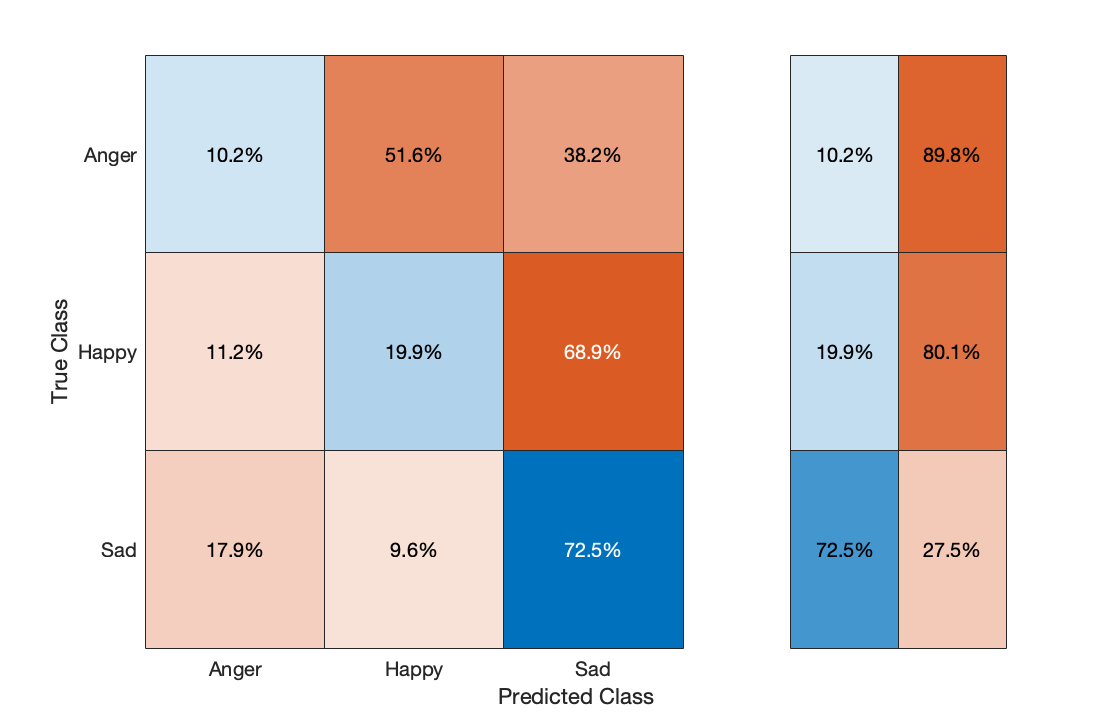 Anger 10.2% 51.6% 38.2% 10.2% 89.8%
True Class
Happy 11.2% 19.9% 68.9% 19.9% 80.1%
Sad 17.9% 9.6% 72.5% 72.5% 27.5%
Anger Happy Sad
Predicted Class